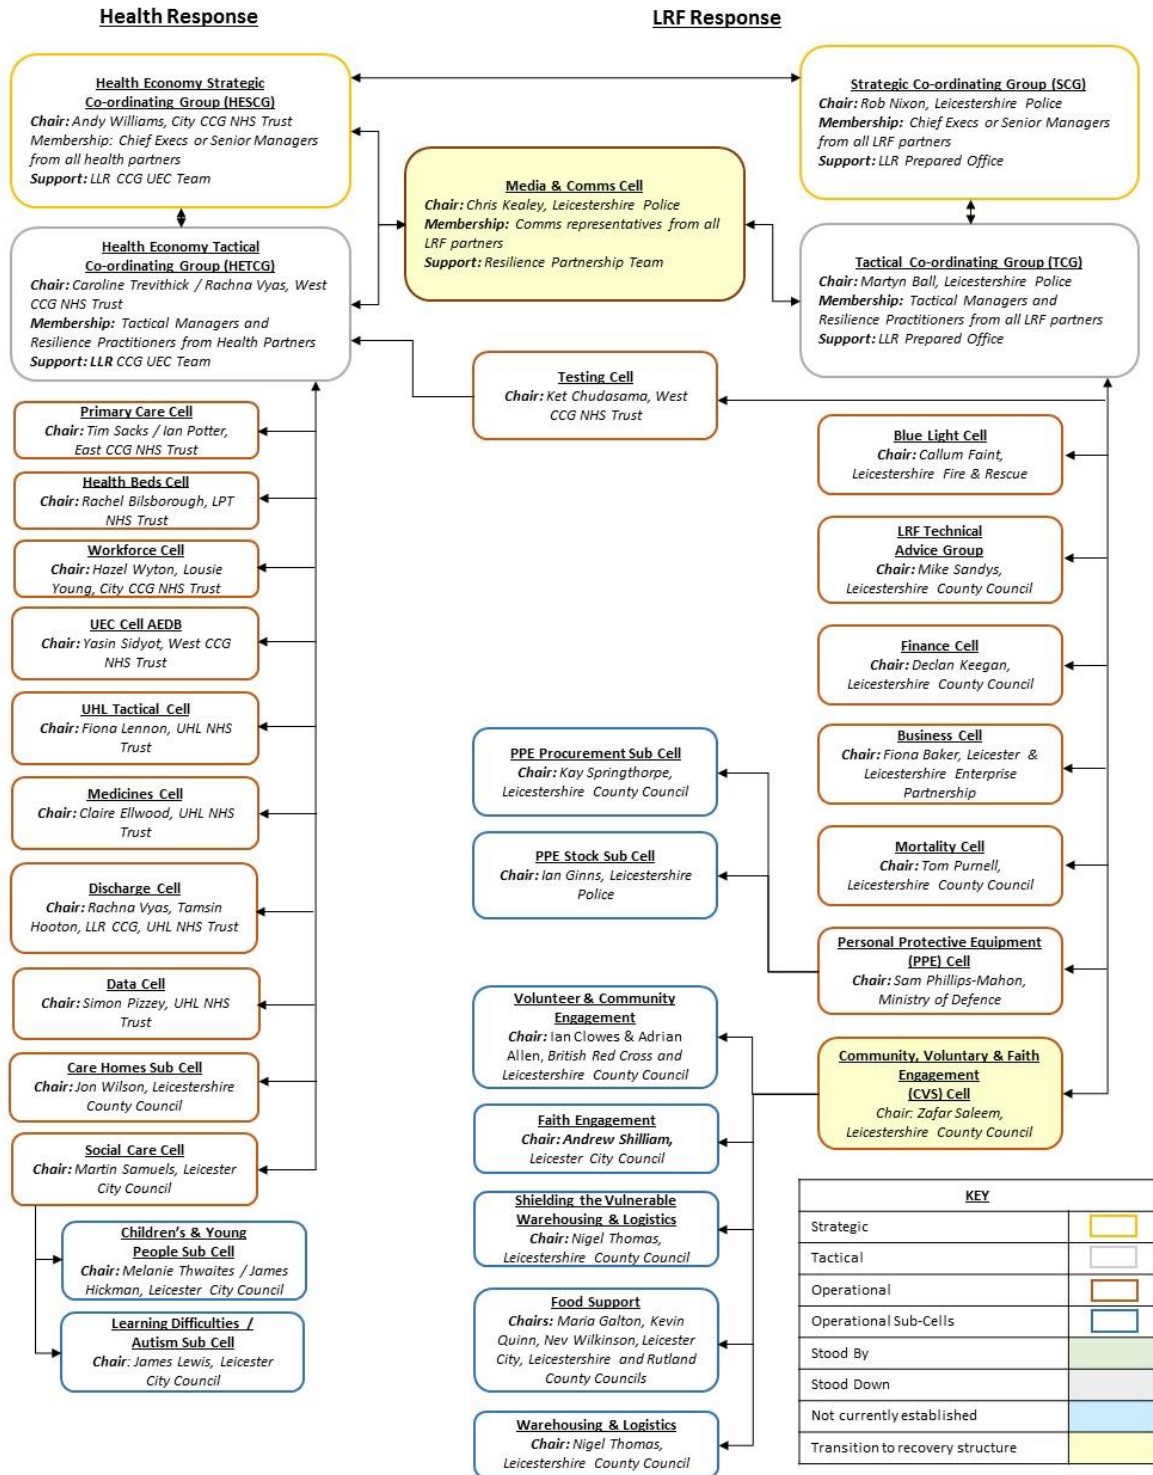 Health Response
LRF Response
Health Economy Strategic
Co-ordinating Group (HESCG)
Chair: Andy Williams, City CCG NHS Trust
Membership: Chief Execs or Senior Managers
from all health partners
Support: LLR CCG UEC Team
Strategic Co-ordinating Group (SCG)
Chair: Rob Nixon, Leicestershire Police
Membership: Chief Execs or Senior Managers
from all LRF partners
Support: LLR Prepared Office
Media & Comms Cell
Chair: Chris Kealey, Leicestershire Police
Membership: Comms representatives from all
LRF partners
Support: Resilience Partnership Team
Health Economy Tactical
Co-ordinating Group (HETCG)
Chair: Caroline Trevithick / Rachna Vyas, West
CCG NHS Trust
Membership: Tactical Managers and
Resilience Practitioners from Health Partners
Support: LLR CCG UEC Team
Tactical Co-ordinating Group (TCG)
Chair: Martyn Ball, Leicestershire Police
Membership: Tactical Managers and
Resilience Practitioners from all LRF partners
Support: LLR Prepared Office
Testing Cell
Chair: Ket Chudasama, West
CCG NHS Trust
Primary Care Cell
Chair: Tim Sacks / Ian Potter,
East CCG NHS Trust
Health Beds Cell
Chair: Rachel Bilsborough, LPT
NHS Trust
Workforce Cell
Chair: Hazel Wyton, Lousie
Young, City CCG NHS Trust
UEC Cell AEDB
Chair: Yasin Sidyot, West CCG
NHS Trust
UHL Tactical Cell
Chair: Fiona Lennon, UHL NHS
Trust
Medicines Cell
Chair: Claire Ellwood, UHL NHS
Trust
Discharge Cell
Chair: Rachna Vyas, Tamsin
Hooton, LLR CCG, UHL NHS Trust
Data Cell
Chair: Simon Pizzey, UHL NHS
Trust
Care Homes Sub Cell
Chair: Jon Wilson, Leicestershire
County Council
Social Care Cell
Chair: Martin Samuels, Leicester
City Council
Children's & Young
People Sub Cell
Chair: Melanie Thwaites / James
Hickman, Leicester City Council
Learning Difficulties /
Autism Sub Cell
Chair: James Lewis, Leicester
City Council
Blue Light Cell
Chair: Callum Faint,
Leicestershire Fire & Rescue
LRF Technical
Advice Group
Chair: Mike Sandys,
Leicestershire County Council
Finance Cell
Chair: Declan Keegan,
Leicestershire County Council
Business Cell
Chair: Fiona Baker, Leicester &
Leicestershire Enterprise
Partnership
Mortality Cell
Chair: Tom Purnell,
Leicestershire County Council
Personal Protective Equipment
(PPE) Cell
Chair: Sam Phillips-Mahon,
Ministry of Defence
Community, Voluntary & Faith
Engagement
(CVS) Cell
Chair: Zafar Saleem,
Leicestershire County Council
PPE Procurement Sub Cell
Chair: Kay Springthorpe,
Leicestershire County Council
PPE Stock Sub Cell
Chair: Ian Ginns, Leicestershire
Police
Volunteer & Community
Engagement
Chair: Ian Clowes & Adrian
Allen, British Red Cross and
Leicestershire County Council
Faith Engagement
Chair: Andrew Shilliam,
Leicester City Council
Shielding the Vulnerable
Warehousing & Logistics
Chair: Nigel Thomas,
Leicestershire County Council
Food Support
Chairs: Maria Galton, Kevin
Quinn, Nev Wilkinson, Leicester
City, Leicestershire and Rutland
County Councils
Warehousing & Logistics
Chair: Nigel Thomas,
Leicestershire County Council
KEY
Strategic
Tactical
Operational
Operational Sub-Cells
Stood By
Stood Down
Not currently established
Transition to recovery structure